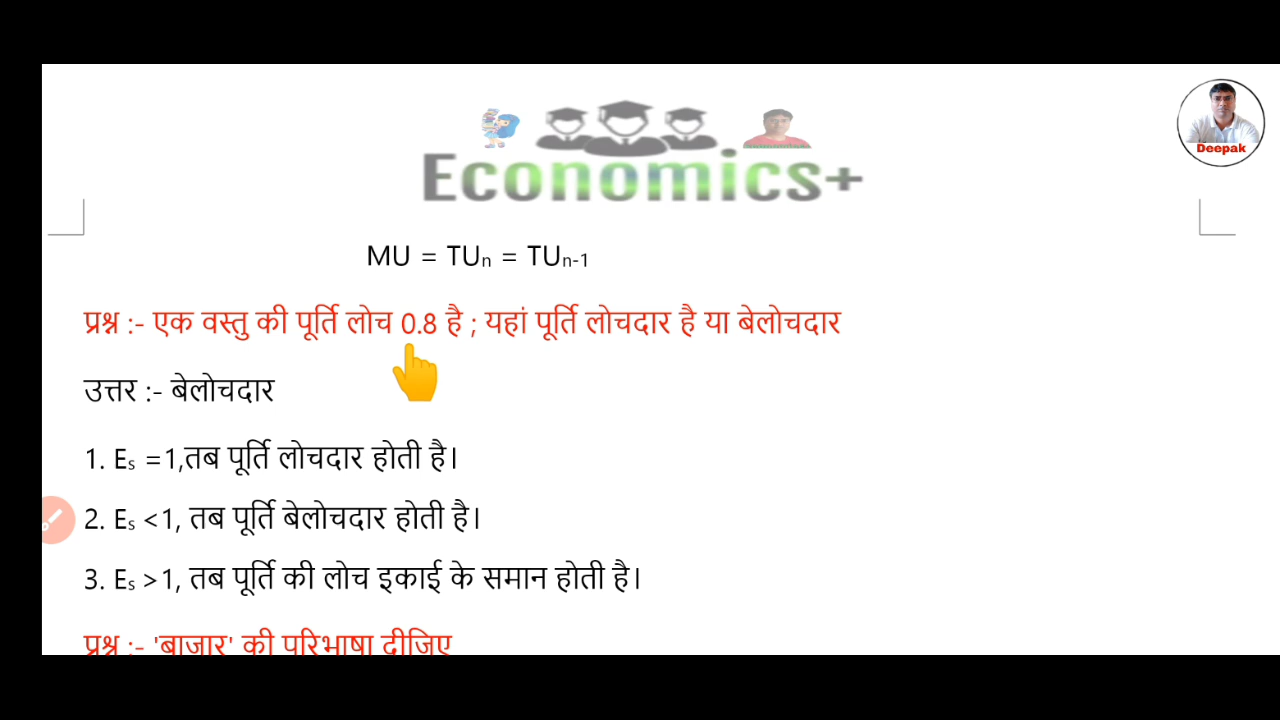 Deepak
Economics+
MU = TUn = TUn-1
प्रश्न :- एक वस्तु की पूर्ति लोच 0.8 है ; यहां पूर्ति लोचदार है या बेलोचदार
उत्तर :- बेलोचदार
1. Es =1,तब पूर्ति लोचदार होती है।
2. Es <1, तब पूर्ति बेलोचदार होती है।
3. Es >1, तब पूर्ति की लोच इकाई के समान होती है।
प्रश्न :- 'बाजार' की परिभाषा दीजिए